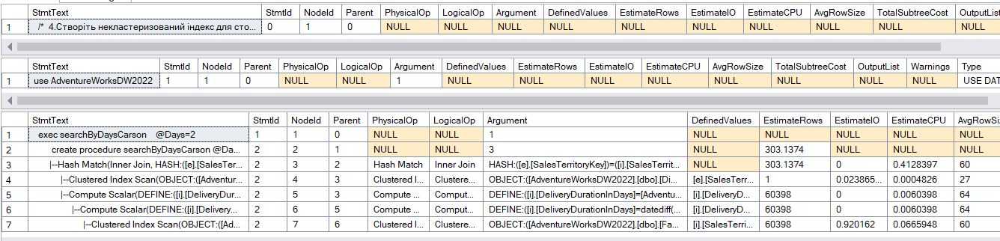 StmtText StmtId NodeId Parent PhysicalOp LogicalOp Argument DefinedValues EstimateRows EstimateIO EstimateCPU AvgRowSize TotalSubtreeCost OutputList
1 /* 4.Створіть некластеризований індекс для сто... 0 1 0 NULL NULL NULL NULL NULL NULL NULL NULL NULL NULL
StmtText StmtId NodeId Parent PhysicalOp LogicalOp Argument DefinedValues EstimateRows EstimateIO EstimateCPU AvgRowSize TotalSubtreeCost OutputList Warnings Type
1 use AdventureWorksDW2022 1 1 0 NULL NULL 1 NULL NULL NULL NULL NULL NULL NULL NULL USE DAT
StmtText StmtId NodeId Parent PhysicalOp LogicalOp Argument DefinedValues EstimateRows EstimateIO EstimateCPU AvgRowSi
1 exec searchByDaysCarson @Days=2 1 1 0 NULL NULL 1 NULL NULL NULL NULL NULL
2 create procedure searchByDaysCarson @Da... 2 2 1 NULL NULL 3 NULL 303.1374 NULL NULL NULL
3 |--Hash Match(Inner Join, HASH:([e].[SalesTer... 2 3 2 Hash Match Inner Join HASH:([e].[SalesTerritoryKey])=([i].[SalesTerrit... NULL 303.1374 0 0.4128397 60
4 |--Clustered Index Scan(OBJECT:([Adventur... 2 4 3 Clustered I... Clustere... OBJECT:([AdventureWorksDW2022].[dbo].[Di... [e].[SalesTerr... 1 0.023865... 0.0004826 27
5 |--Compute Scalar(DEFINE:([i].[DeliveryDur... 2 5 3 Compute ... Comput... DEFINE:([i].[DeliveryDurationInDays]=[Adventu... [i].[DeliveryD... 60398 0 0.0060398 64
6 |--Compute Scalar(DEFINE:([i].[Delivery... 2 6 5 Compute ... Comput... DEFINE:([i].[DeliveryDurationInDays]=datediff(... [i].[DeliveryD... 60398 0 0.0060398 64
7 |--Clustered Index Scan(OBJECT:([Ad... 2 7 6 Clustered I... Clustere... OBJECT:([AdventureWorksDW2022].[dbo].[Fa... [i].[SalesTerri... 60398 0.920162 0.0665948 60